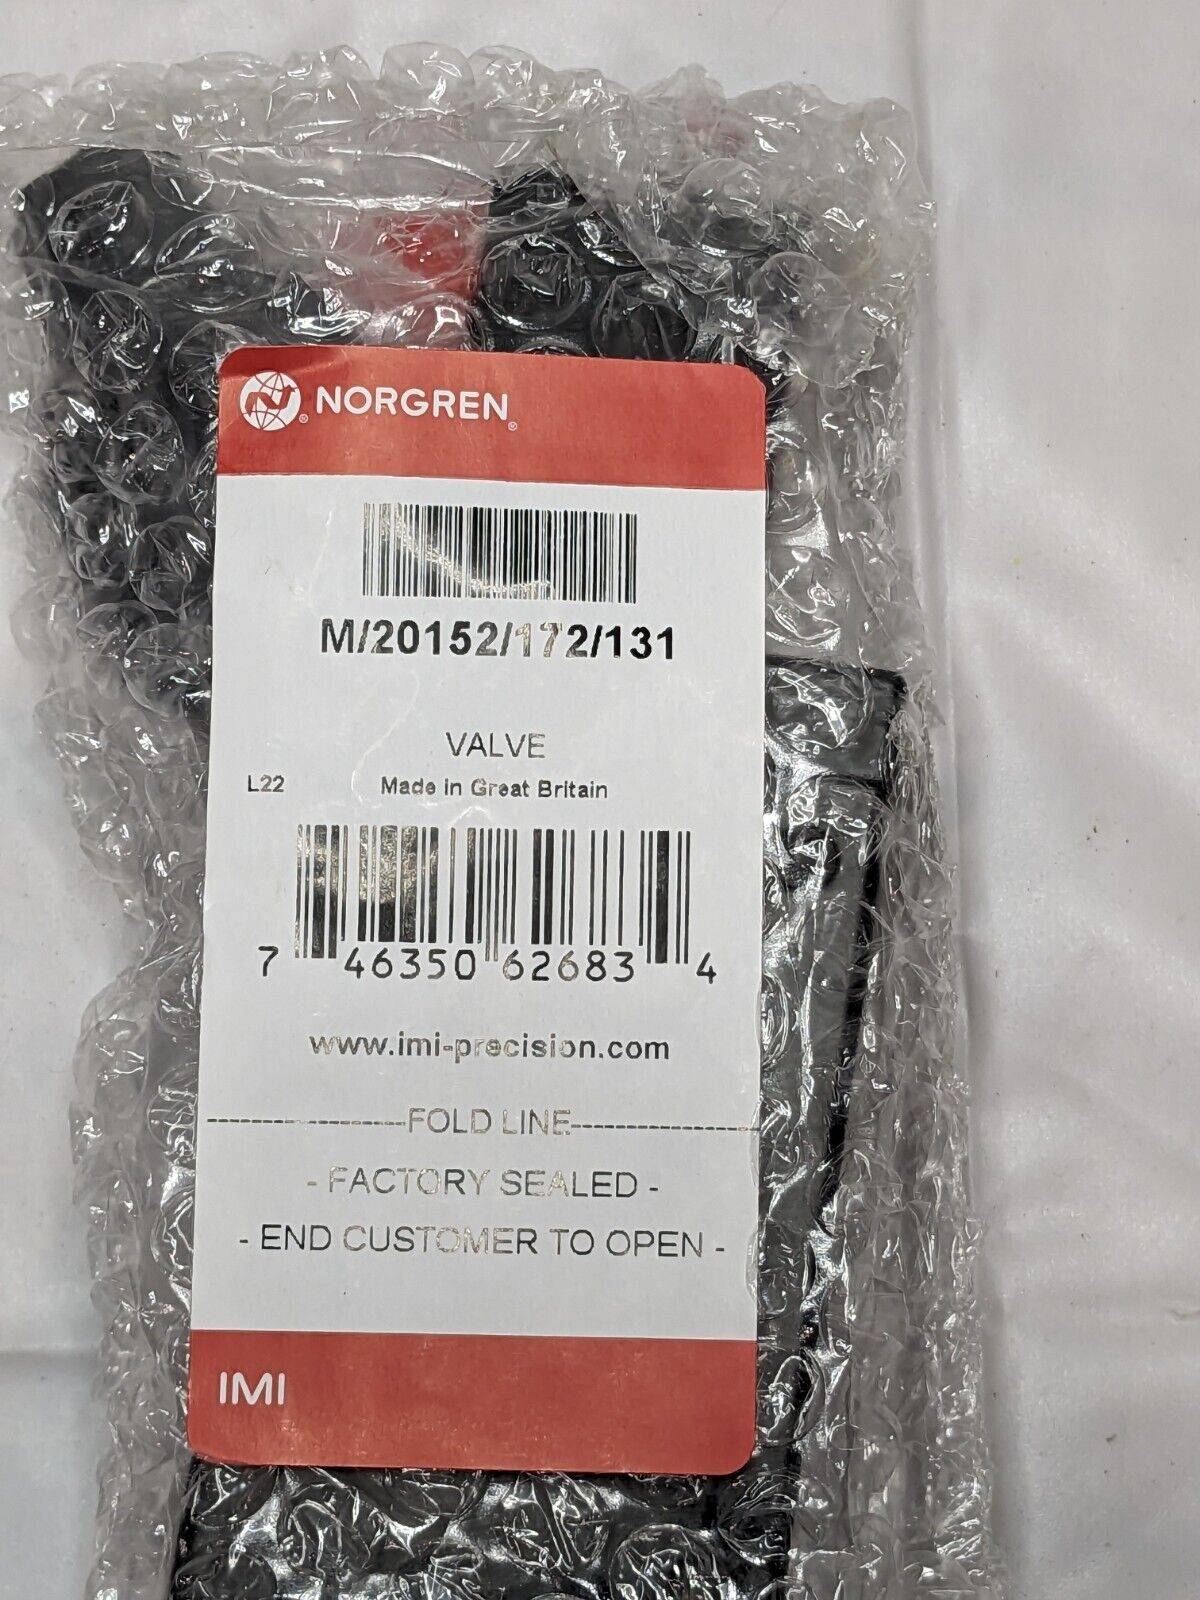 NORGREN®
M/20152/172/131
VALVE
L22 Made in Great Britain
7 46350 62683 4
www.imi-precision.com
--------------------FOLD LINE--------------------
- FACTORY SEALED -
- END CUSTOMER TO OPEN -
IMI